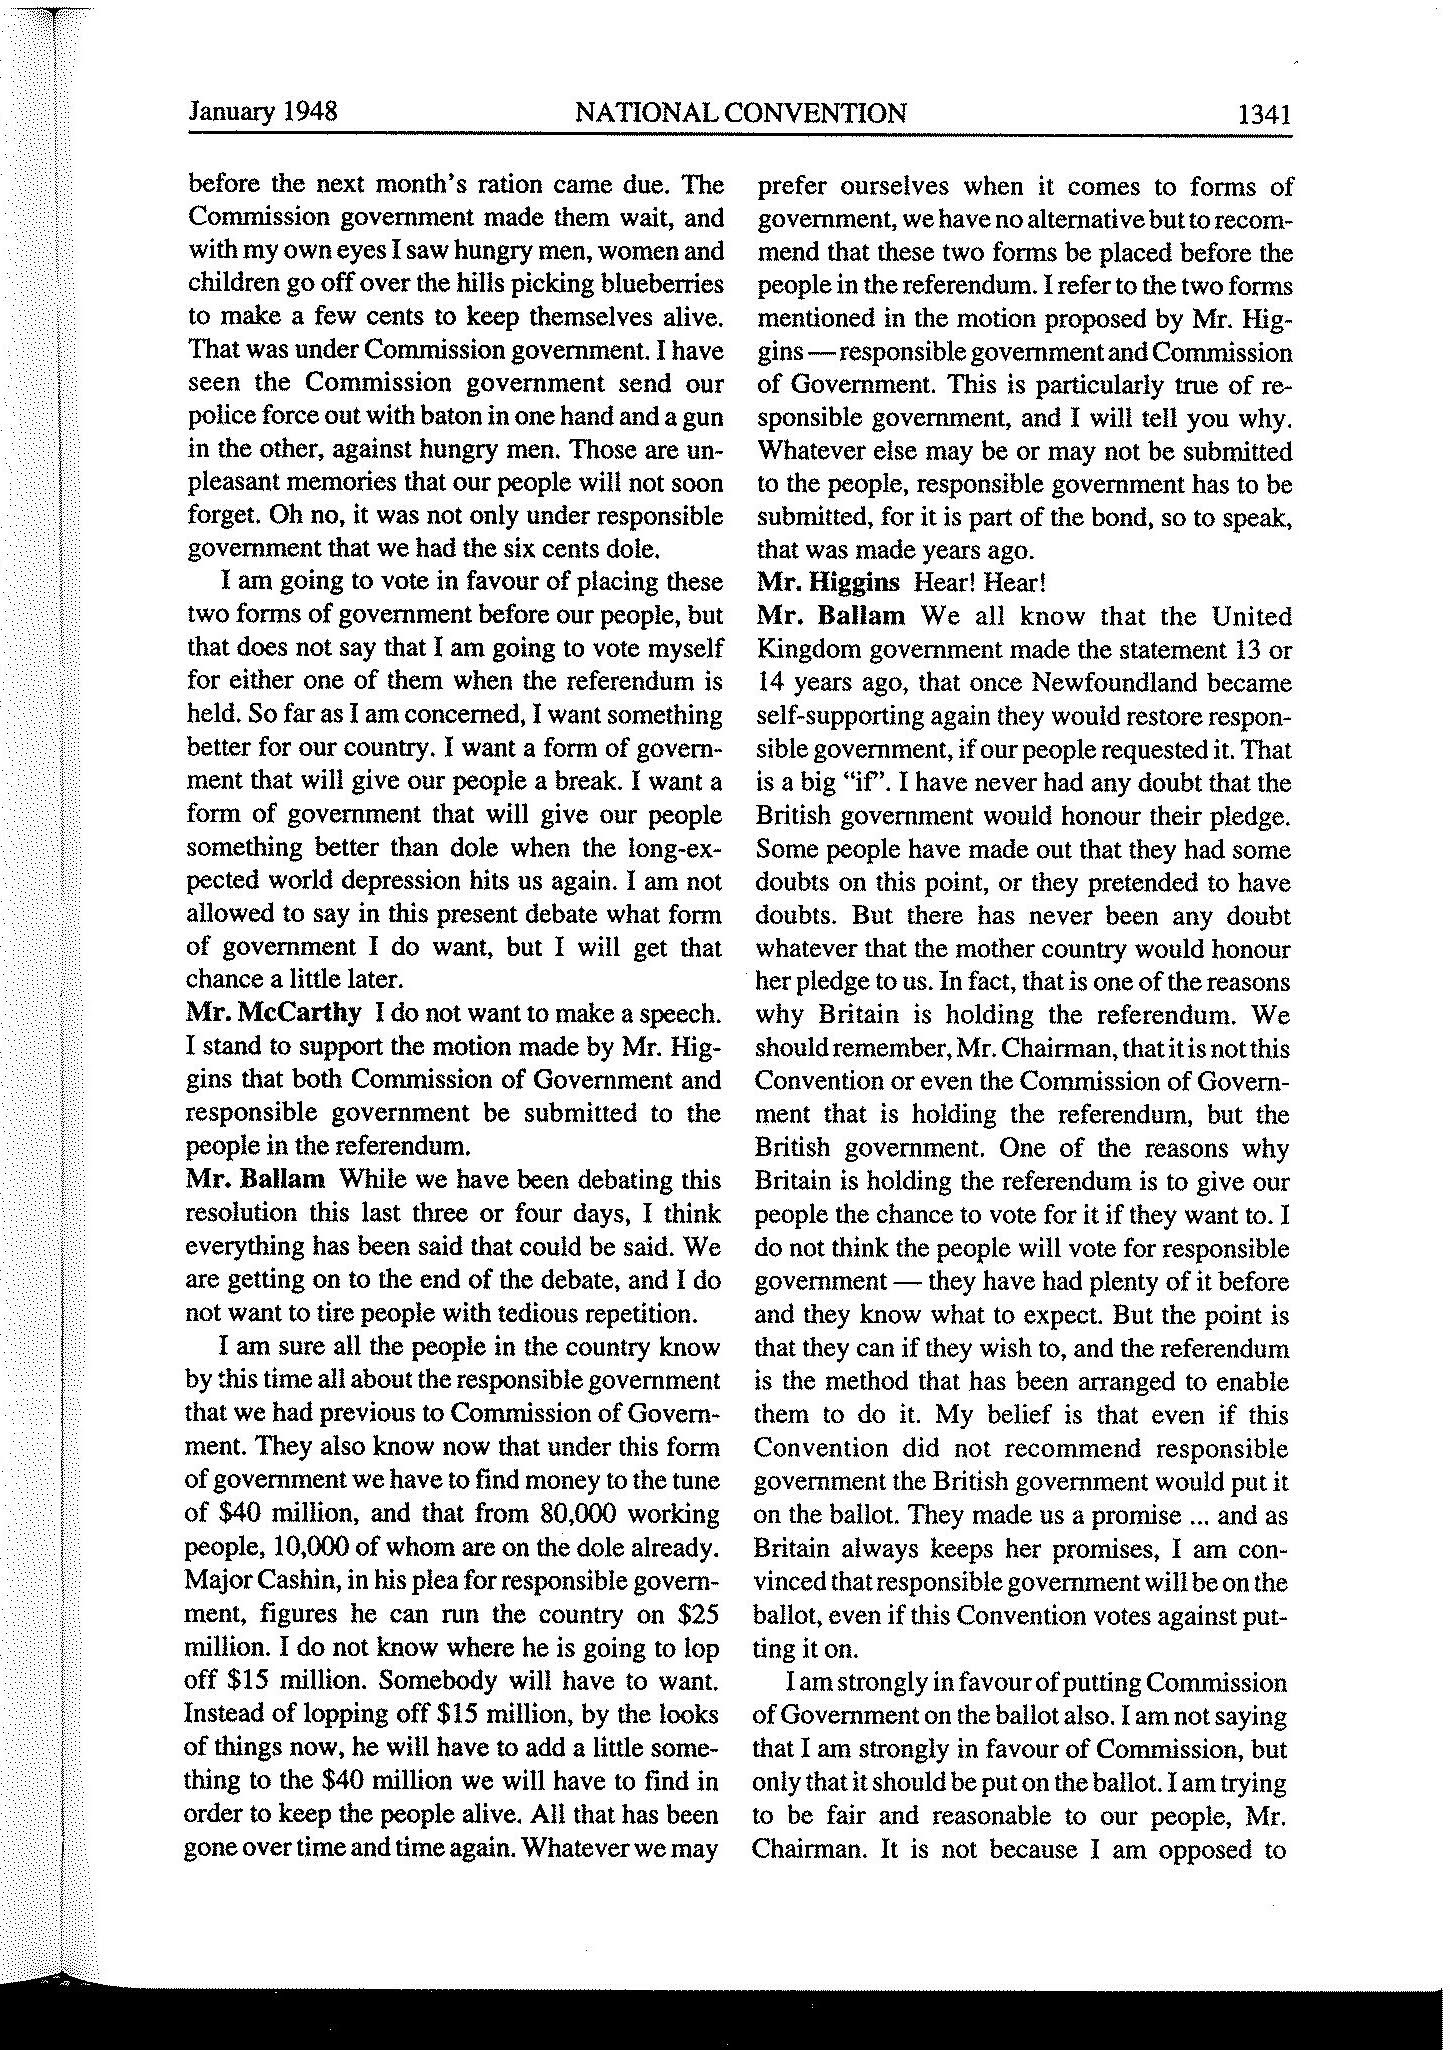 January 1948
NATIONAL CONVENTION
1341
before the next month's ration came due. The
Commission government made them wait, and
with my own eyes I saw hungry men, women and
children go off over the hills picking blueberries
to make a few cents to keep themselves alive.
That was under Commission government. I have
seen the Commission government send our
police force out with baton in one hand and a gun
in the other, against hungry men. Those are un-
pleasant memories that our people will not soon
forget. Oh no, it was not only under responsible
government that we had the six cents dole.
I am going to vote in favour of placing these
two forms of government before our people, but
that does not say that I am going to vote myself
for either one of them when the referendum is
held. So far as I am concerned, I want something
better for our country. I want a form of govern-
ment that will give our people a break. I want a
form of government that will give our people
something better than dole when the long-ex-
pected world depression hits us again. I am not
allowed to say in this present debate what form
of government I do want, but I will get that
chance a little later.
Mr. McCarthy I do not want to make a speech.
I stand to support the motion made by Mr. Hig-
gins that both Commission of Government and
responsible government be submitted to the
people in the referendum.
Mr. Ballam While we have been debating this
resolution this last three or four days, I think
everything has been said that could be said. We
are getting on to the end of the debate, and I do
not want to tire people with tedious repetition.
I am sure all the people in the country know
by this time all about the responsible government
that we had previous to Commission of Govern-
ment. They also know now that under this form
of government we have to find money to the tune
of $40 million, and that from 80,000 working
people, 10,000 of whom are on the dole already.
Major Cashin, in his plea for responsible govern-
ment, figures he can run the country on $25
million. I do not know where he is going to lop
off $15 million. Somebody will have to want.
Instead of lopping off $15 million, by the looks
of things now, he will have to add a little some-
thing to the $40 million we will have to find in
order to keep the people alive. All that has been
gone over time and time again. Whatever we may
prefer ourselves when it comes to forms of
government, we have no alternative but to recom-
mend that these two forms be placed before the
people in the referendum. I refer to the two forms
mentioned in the motion proposed by Mr. Hig-
gins — responsible government and Commission
of Government. This is particularly true of re-
sponsible government, and I will tell you why.
Whatever else may be or may not be submitted
to the people, responsible government has to be
submitted, for it is part of the bond, so to speak,
that was made years ago.
Mr. Higgins Hear! Hear!
Mr. Ballam We all know that the United
Kingdom government made the statement 13 or
14 years ago, that once Newfoundland became
self-supporting again they would restore respon-
sible government, if our people requested it. That
is a big "if". I have never had any doubt that the
British government would honour their pledge.
Some people have made out that they had some
doubts on this point, or they pretended to have
doubts. But there has never been any doubt
whatever that the mother country would honour
her pledge to us. In fact, that is one of the reasons
why Britain is holding the referendum. We
should remember, Mr. Chairman, that it is not this
Convention or even the Commission of Govern-
ment that is holding the referendum, but the
British government. One of the reasons why
Britain is holding the referendum is to give our
people the chance to vote for it if they want to. I
do not think the people will vote for responsible
government — they have had plenty of it before
and they know what to expect. But the point is
that they can if they wish to, and the referendum
is the method that has been arranged to enable
them to do it. My belief is that even if this
Convention did not recommend responsible
government the British government would put it
on the ballot. They made us a promise ... and as
Britain always keeps her promises, I am con-
vinced that responsible government will be on the
ballot, even if this Convention votes against put-
ting it on.
I am strongly in favour of putting Commission
of Government on the ballot also. I am not saying
that I am strongly in favour of Commission, but
only that it should be put on the ballot. I am trying
to be fair and reasonable to our people, Mr.
Chairman. It is not because I am opposed to